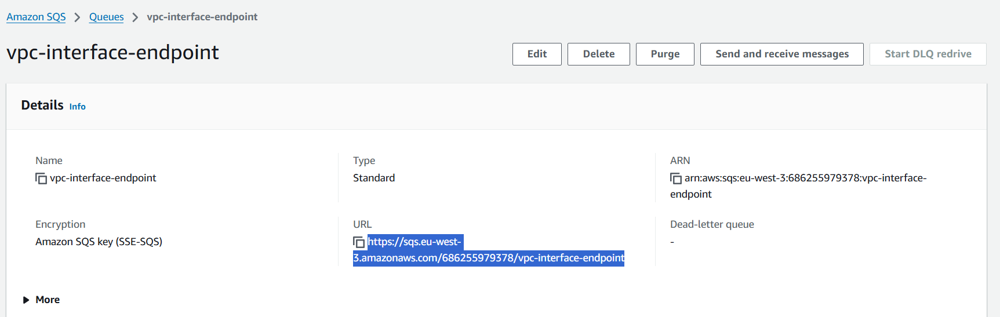 Amazon SQS > Queues > vpc-interface-endpoint
vpc-interface-endpoint
Edit Delete Purge Send and receive messages Start DLQ redrive
Details Info
Name
vpc-interface-endpoint
Type
Standard
ARN
arn:aws:sqs:eu-west-3:686255979378:vpc-interface-
endpoint
Encryption
Amazon SQS key (SSE-SQS)
URL
https://sqs.eu-west-
3.amazonaws.com/686255979378/vpc-interface-endpoint
Dead-letter queue
-
More